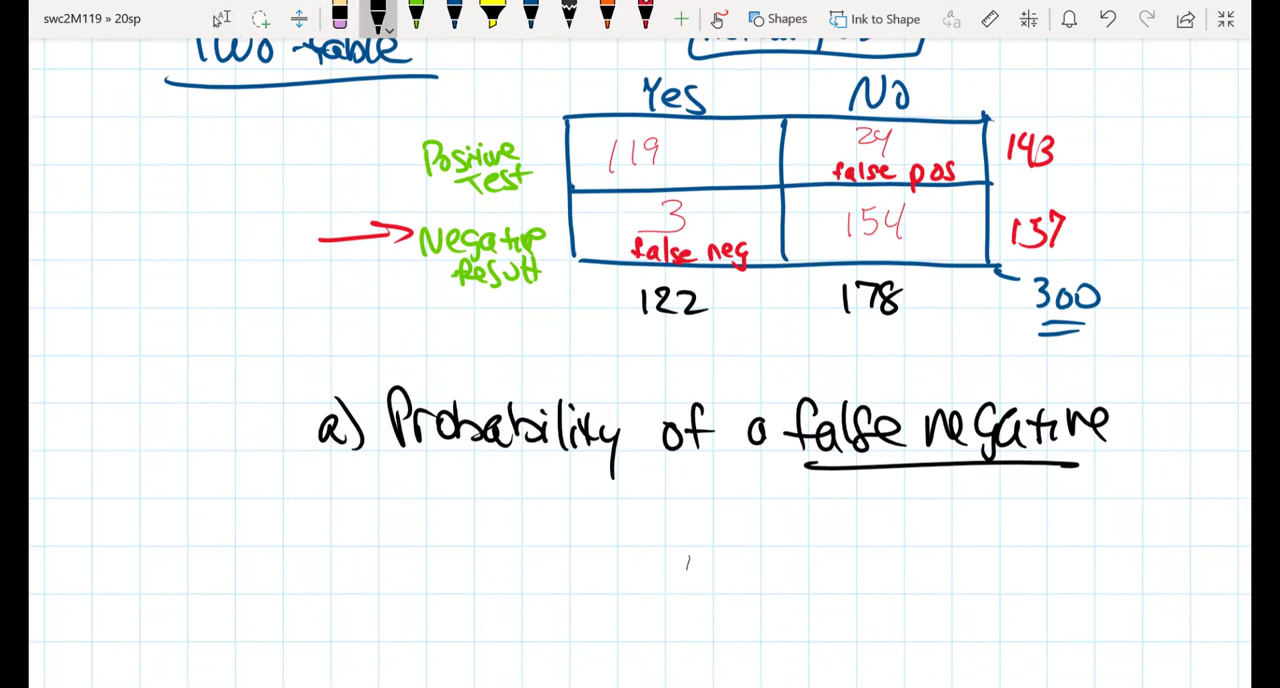 swc2M119 » 20sp
Shapes
Ink to Shape
Two table
Yes No
Positive Test 119 24 false pos 143
Negative Result 3 false neg 154 157
122 178 300
a) Probability of a false negative